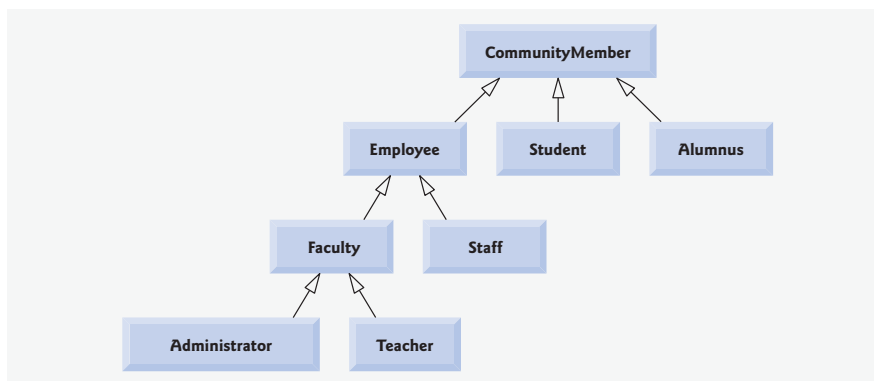 CommunityMember
Employee
Student
Alumnus
Faculty
Staff
Administrator
Teacher